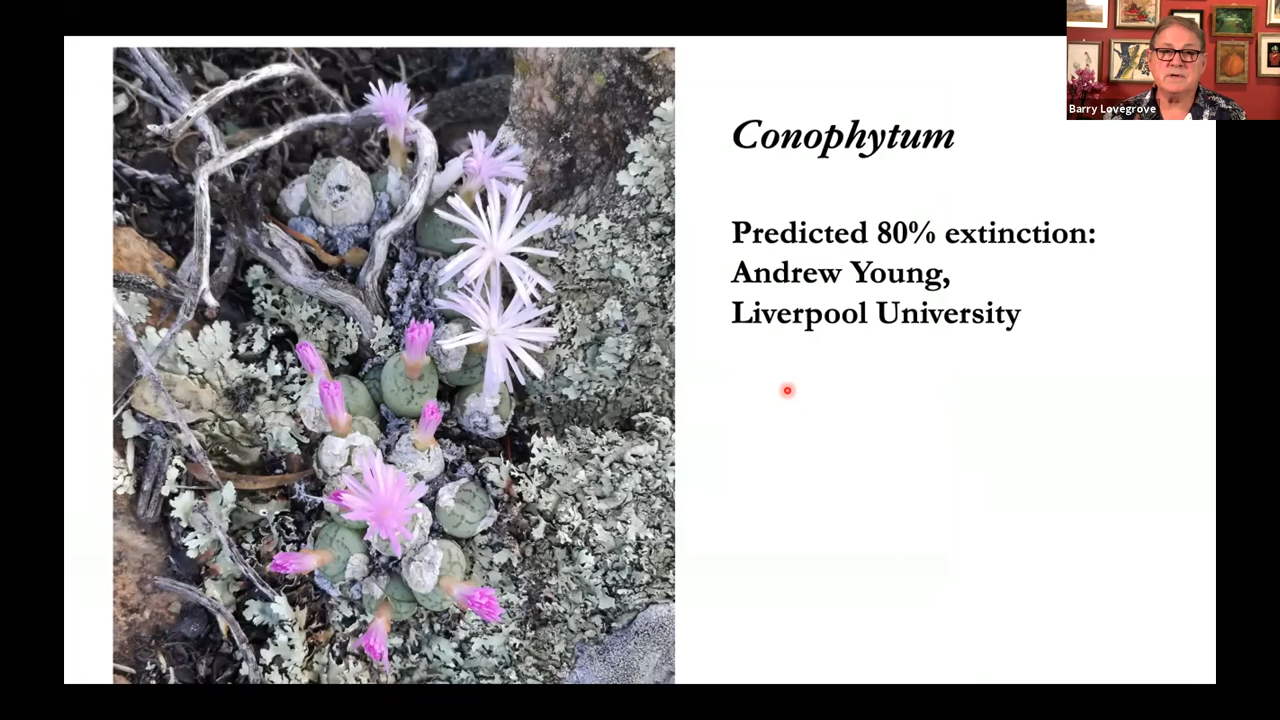 Barry Lovegrove
Conophytum
Predicted 80% extinction:
Andrew Young,
Liverpool University